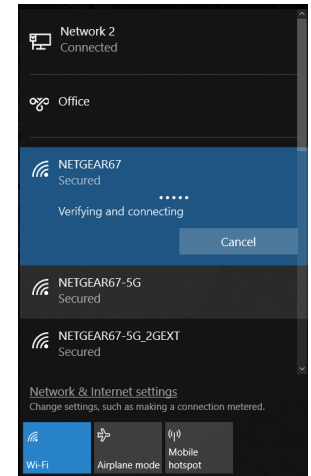 Network 2
Connected
Office
NETGEAR67
Secured
Verifying and connecting
Cancel
NETGEAR67-5G
Secured
NETGEAR67-5G_2GEXT
Secured
Network & Internet settings
Change settings, such as making a connection metered.
Wi-Fi
Airplane mode
Mobile
hotspot